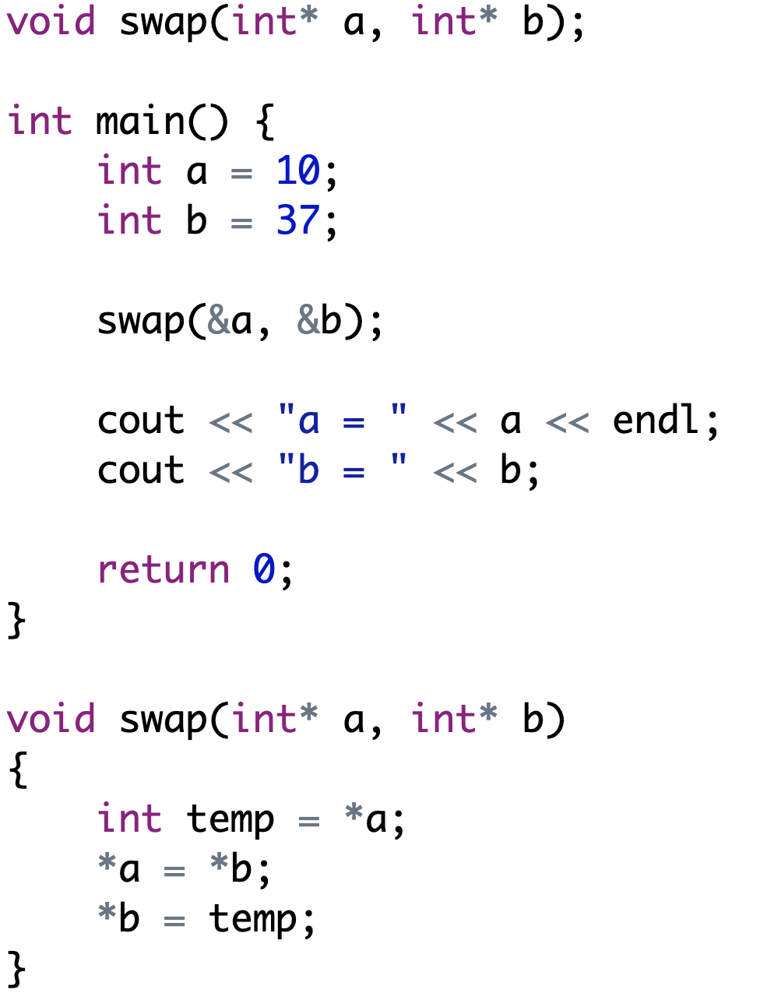 void swap(int* a, int* b);

int main() {
    int a = 10;
    int b = 37;

    swap(&a, &b);

    cout << "a = " << a << endl;
    cout << "b = " << b;

    return 0;
}

void swap(int* a, int* b)
{
    int temp = *a;
    *a = *b;
    *b = temp;
}